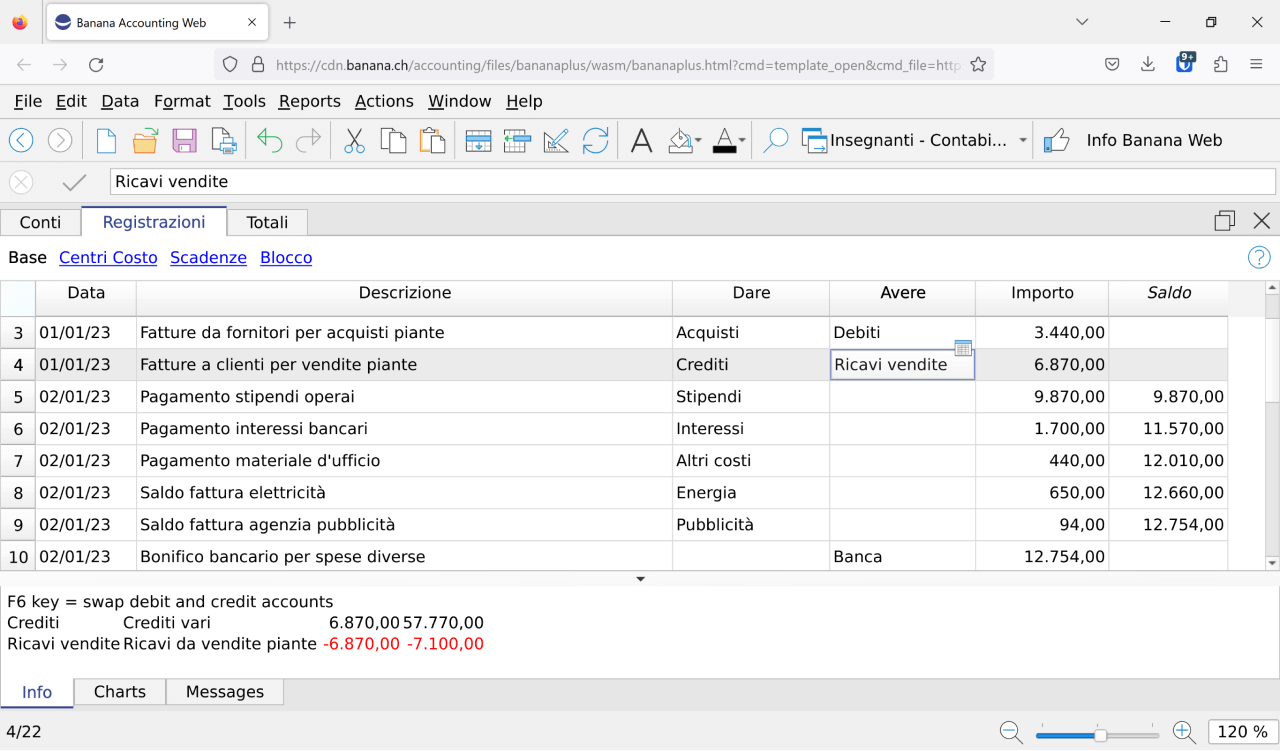 Banana Accounting Web
https://cdn.banana.ch/accounting/files/bananaplus/wasm/bananaplus.html?cmd=template_open&cmd_file=http
9+
File Edit Data Format Tools Reports Actions Window Help
Insegnanti - Contabi... Info Banana Web
Ricavi vendite
Conti Registrazioni Totali
Base Centri Costo Scadenze Blocco
Data Descrizione Dare Avere Importo Saldo
3 01/01/23 Fatture da fornitori per acquisti piante Acquisti Debiti 3.440,00
4 01/01/23 Fatture a clienti per vendite piante Crediti Ricavi vendite 6.870,00
5 02/01/23 Pagamento stipendi operai Stipendi 9.870,00 9.870,00
6 02/01/23 Pagamento interessi bancari Interessi 1.700,00 11.570,00
7 02/01/23 Pagamento materiale d'ufficio Altri costi 440,00 12.010,00
8 02/01/23 Saldo fattura elettricità Energia 650,00 12.660,00
9 02/01/23 Saldo fattura agenzia pubblicità Pubblicità 94,00 12.754,00
10 02/01/23 Bonifico bancario per spese diverse Banca 12.754,00
F6 key = swap debit and credit accounts
Crediti Crediti vari 6.870,00 57.770,00
Ricavi vendite Ricavi da vendite piante -6.870,00 -7.100,00
Info Charts Messages
4/22 120 %